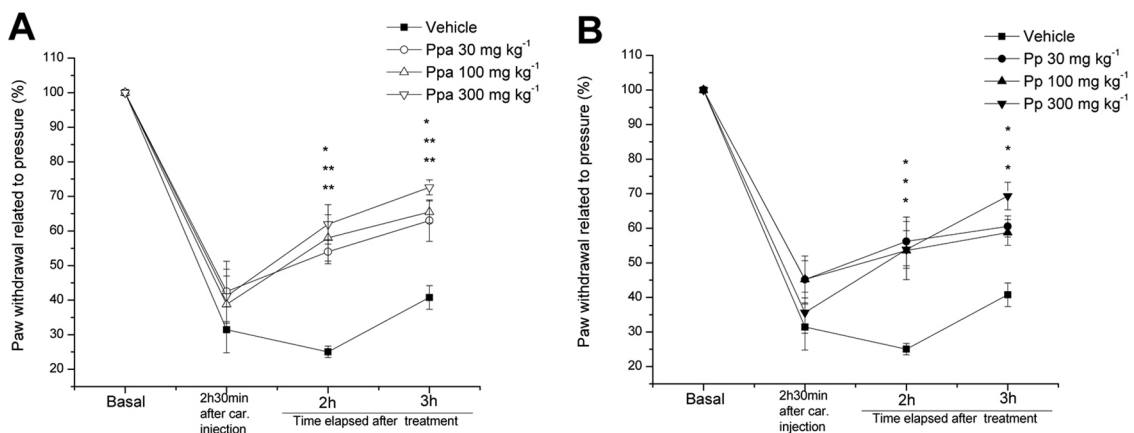 A
Vehicle
Ppa 30 mg kg⁻¹
Ppa 100 mg kg⁻¹
Ppa 300 mg kg⁻¹
Paw withdrawal related to pressure (%)
110
100
90
80
70
60
50
40
30
20
*
**
**
*
**
**
Basal
2h30min
after car.
injection
2h
3h
Time elapsed after treatment
B
Vehicle
Pp 30 mg kg⁻¹
Pp 100 mg kg⁻¹
Pp 300 mg kg⁻¹
Paw withdrawal related to pressure (%)
110
100
90
80
70
60
50
40
30
20
*
*
*
*
*
*
Basal
2h30min
after car.
injection
2h
3h
Time elapsed after treatment